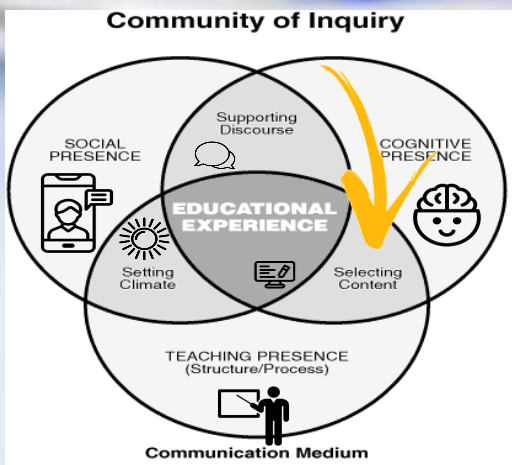 Community of Inquiry
Supporting
Discourse
SOCIAL
PRESENCE
COGNITIVE
PRESENCE
EDUCATIONAL
EXPERIENCE
Setting
Climate
Selecting
Content
TEACHING PRESENCE
(Structure/Process)
Communication Medium